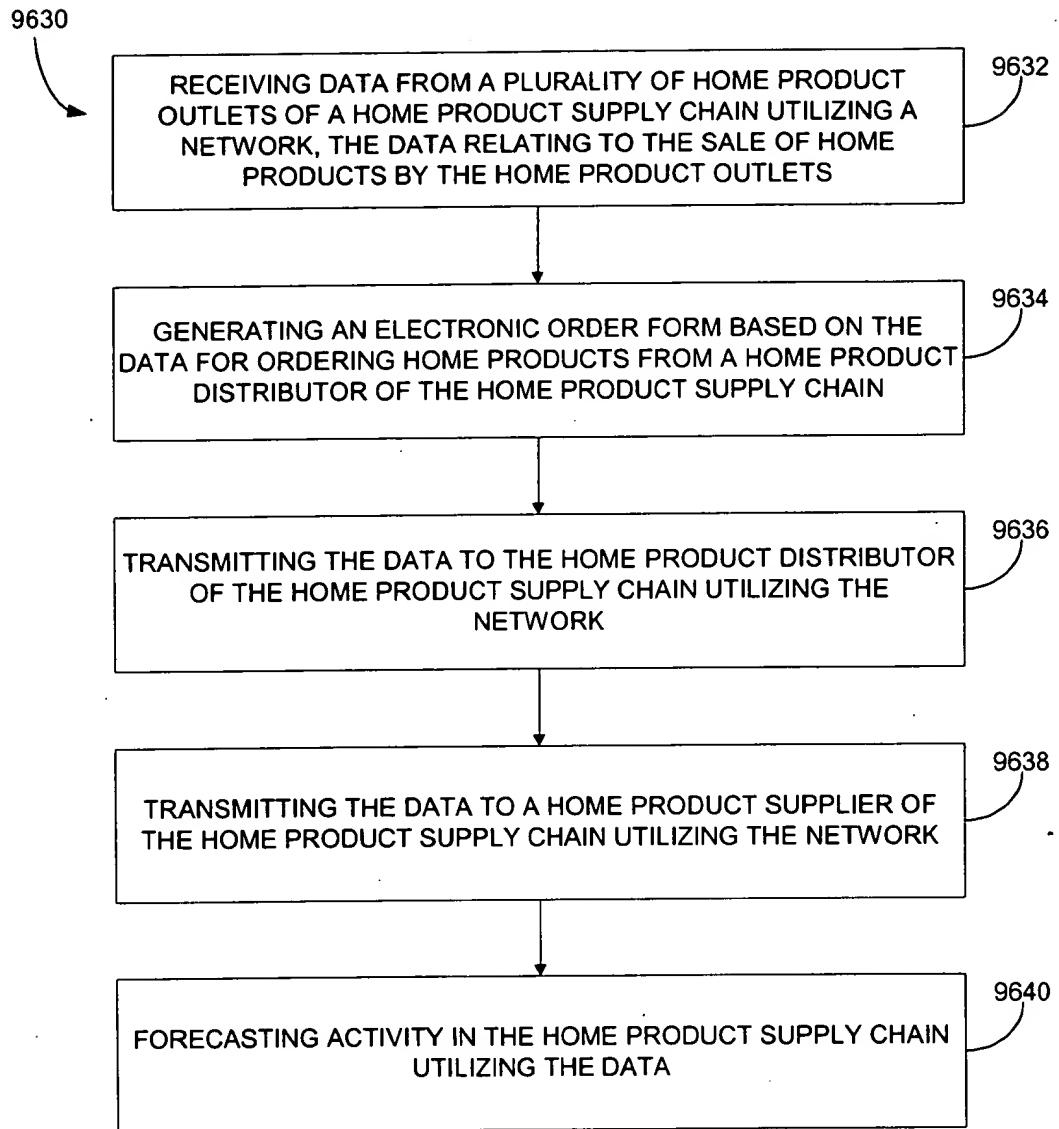 9630
RECEIVING DATA FROM A PLURALITY OF HOME PRODUCT
OUTLETS OF A HOME PRODUCT SUPPLY CHAIN UTILIZING A
NETWORK, THE DATA RELATING TO THE SALE OF HOME
PRODUCTS BY THE HOME PRODUCT OUTLETS
9632
GENERATING AN ELECTRONIC ORDER FORM BASED ON THE
DATA FOR ORDERING HOME PRODUCTS FROM A HOME PRODUCT
DISTRIBUTOR OF THE HOME PRODUCT SUPPLY CHAIN
9634
TRANSMITTING THE DATA TO THE HOME PRODUCT DISTRIBUTOR
OF THE HOME PRODUCT SUPPLY CHAIN UTILIZING THE
NETWORK
9636
TRANSMITTING THE DATA TO A HOME PRODUCT SUPPLIER OF
THE HOME PRODUCT SUPPLY CHAIN UTILIZING THE NETWORK
9638
FORECASTING ACTIVITY IN THE HOME PRODUCT SUPPLY CHAIN
UTILIZING THE DATA
9640